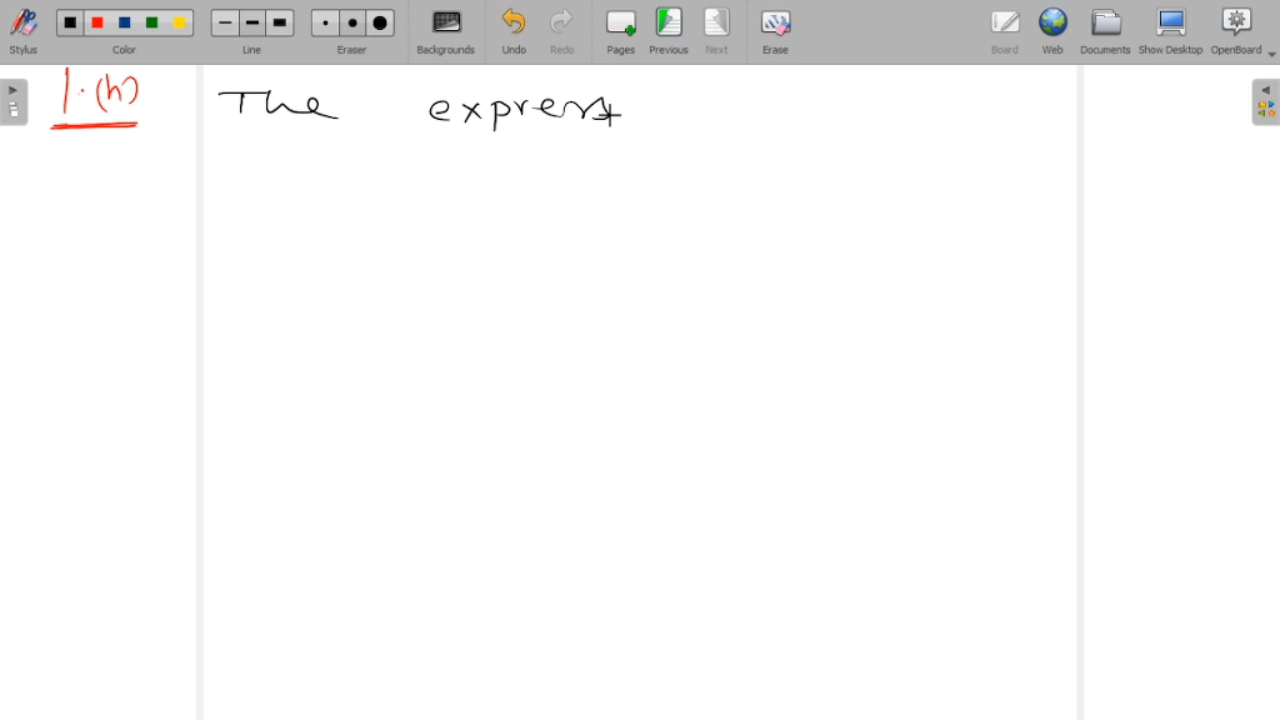 Stylus
Color
Line
Eraser
Backgrounds
Undo
Redo
Pages
Previous
Next
Erase
Board
Web
Documents
Show Desktop
OpenBoard
1.(h) The express